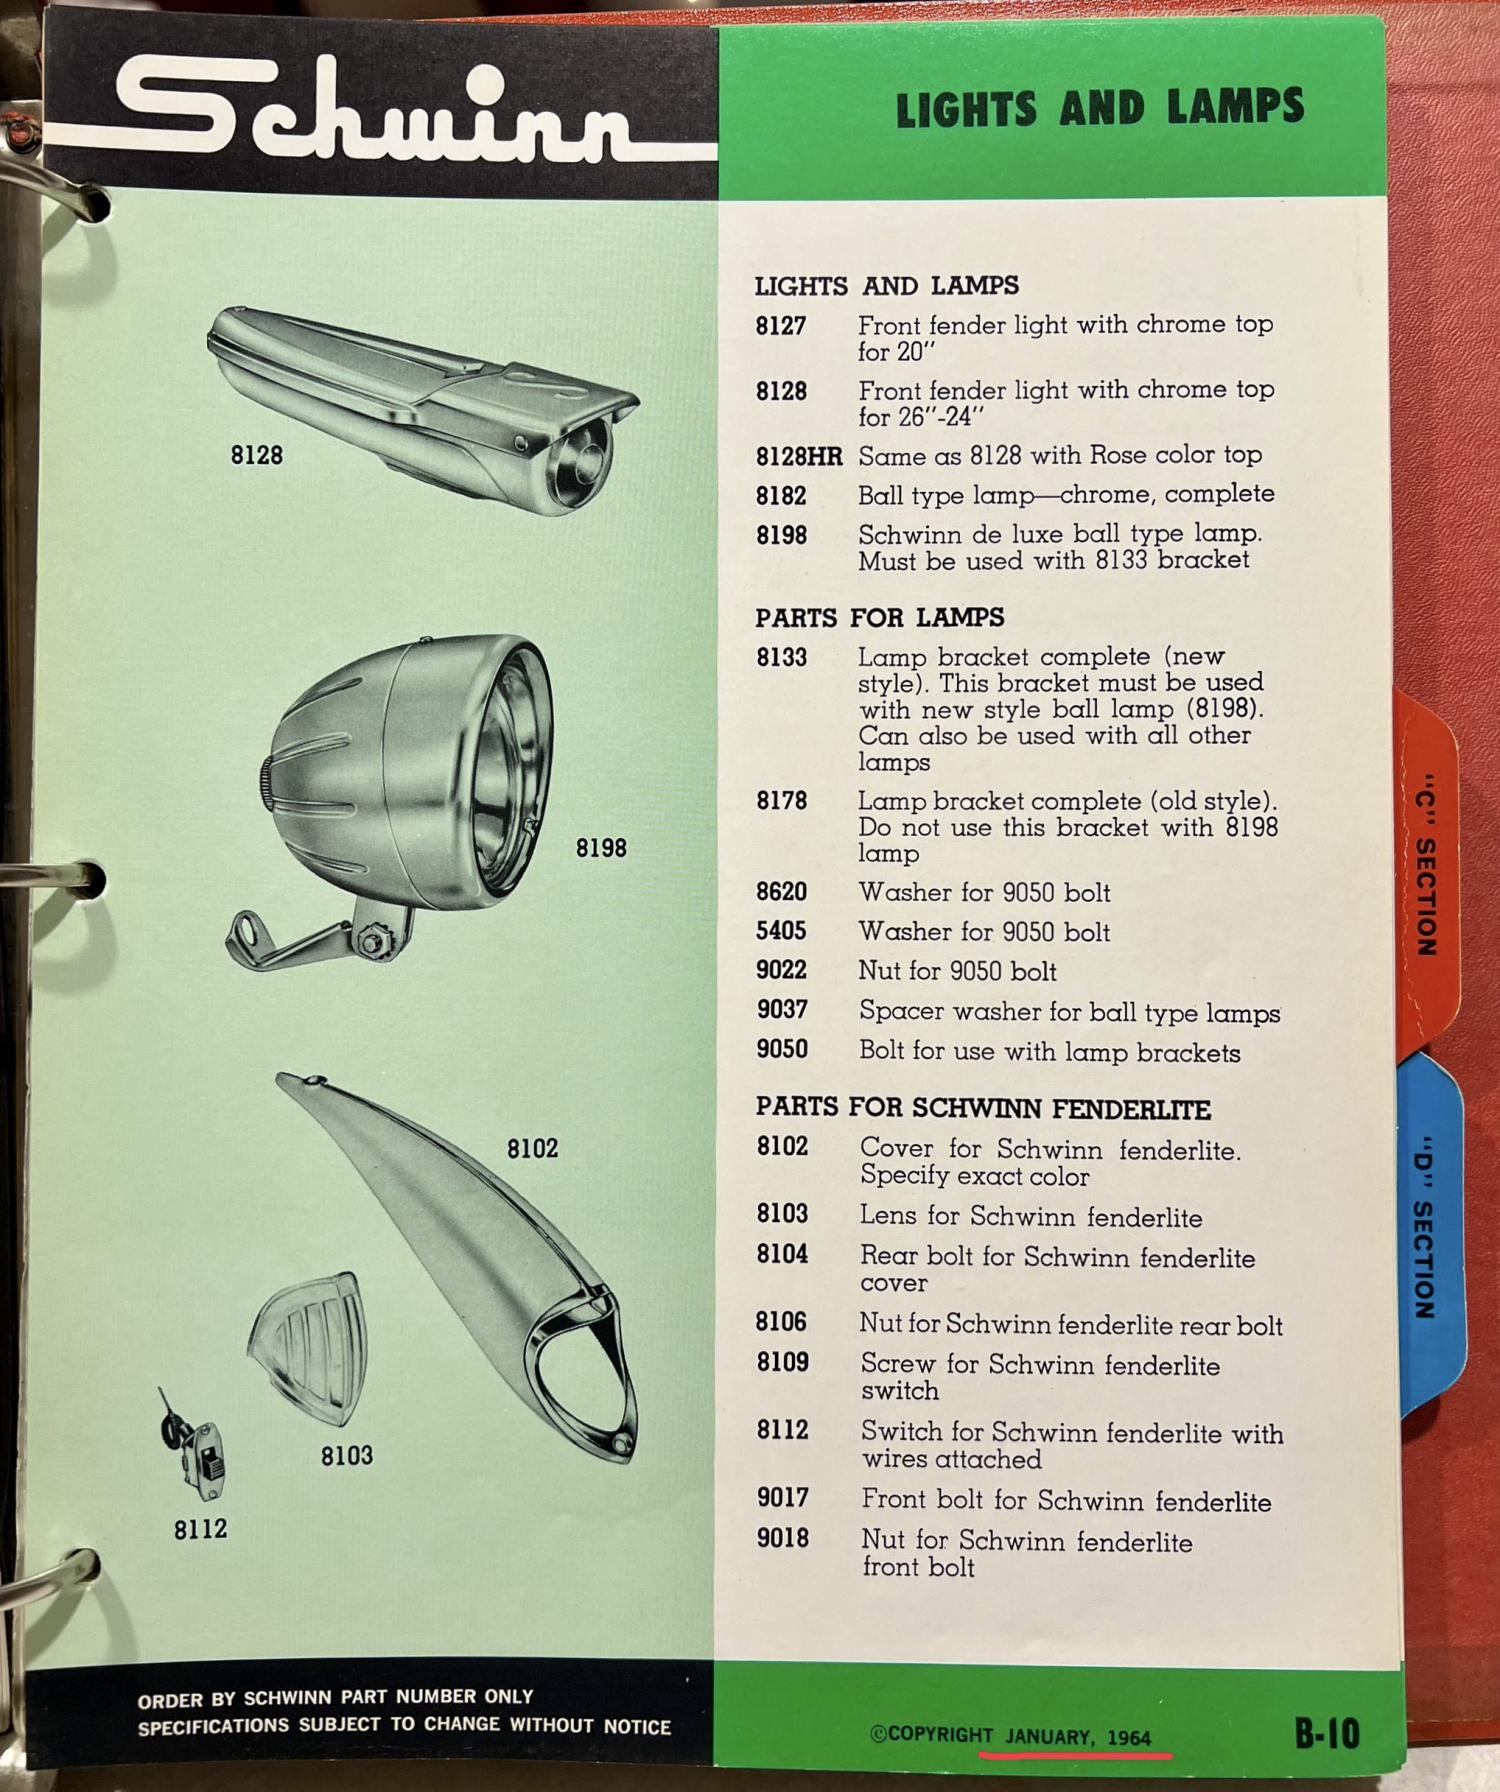 Schwinn
LIGHTS AND LAMPS
8128
8198
8102
8103
8112
LIGHTS AND LAMPS
8127 Front fender light with chrome top
for 20"
8128 Front fender light with chrome top
for 26"-24"
8128HR Same as 8128 with Rose color top
8182 Ball type lamp—chrome, complete
8198 Schwinn de luxe ball type lamp.
Must be used with 8133 bracket
PARTS FOR LAMPS
8133 Lamp bracket complete (new
style). This bracket must be used
with new style ball lamp (8198).
Can also be used with all other
lamps
8178 Lamp bracket complete (old style).
Do not use this bracket with 8198
lamp
8620 Washer for 9050 bolt
5405 Washer for 9050 bolt
9022 Nut for 9050 bolt
9037 Spacer washer for ball type lamps
9050 Bolt for use with lamp brackets
PARTS FOR SCHWINN FENDERLITE
8102 Cover for Schwinn fenderlite.
Specify exact color
8103 Lens for Schwinn fenderlite
8104 Rear bolt for Schwinn fenderlite
cover
8106 Nut for Schwinn fenderlite rear bolt
8109 Screw for Schwinn fenderlite
switch
8112 Switch for Schwinn fenderlite with
wires attached
9017 Front bolt for Schwinn fenderlite
9018 Nut for Schwinn fenderlite
front bolt
"C" SECTION
"D" SECTION
ORDER BY SCHWINN PART NUMBER ONLY
SPECIFICATIONS SUBJECT TO CHANGE WITHOUT NOTICE
©COPYRIGHT JANUARY, 1964
B-10